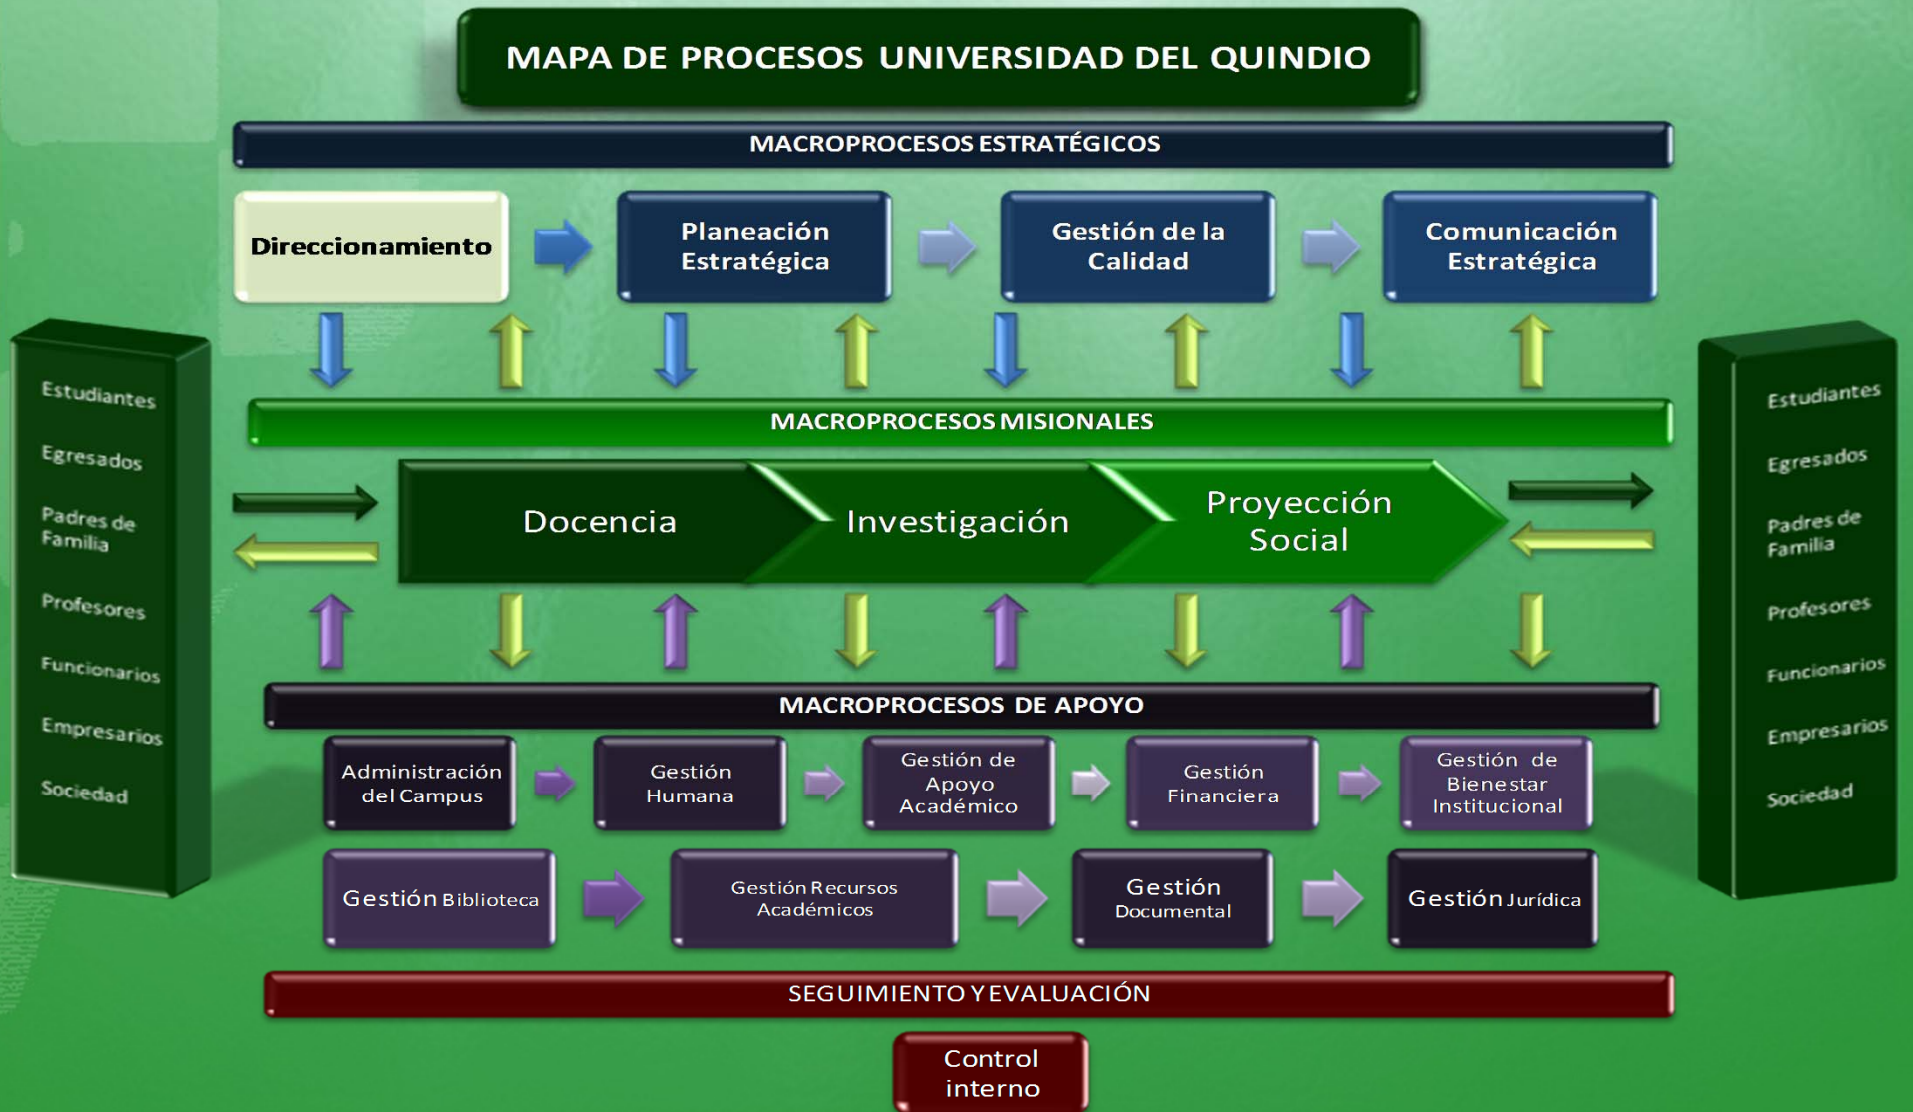 MAPA DE PROCESOS UNIVERSIDAD DEL QUINDIO
MACROPROCESOS ESTRATÉGICOS
Direccionamiento
Planeación
Estratégica
Gestión de la
Calidad
Comunicación
Estratégica
Estudiantes
Egresados
Padres de
Familia
Profesores
Funcionarios
Empresarios
Sociedad
MACROPROCESOS MISIONALES
Docencia
Investigación
Proyección
Social
Estudiantes
Egresados
Padres de
Familia
Profesores
Funcionarios
Empresarios
Sociedad
MACROPROCESOS DE APOYO
Administración
del Campus
Gestión
Humana
Gestión de
Apoyo
Académico
Gestión
Financiera
Gestión de
Bienestar
Institucional
Gestión Biblioteca
Gestión Recursos
Académicos
Gestión
Documental
Gestión Jurídica
SEGUIMIENTO Y EVALUACIÓN
Control
interno